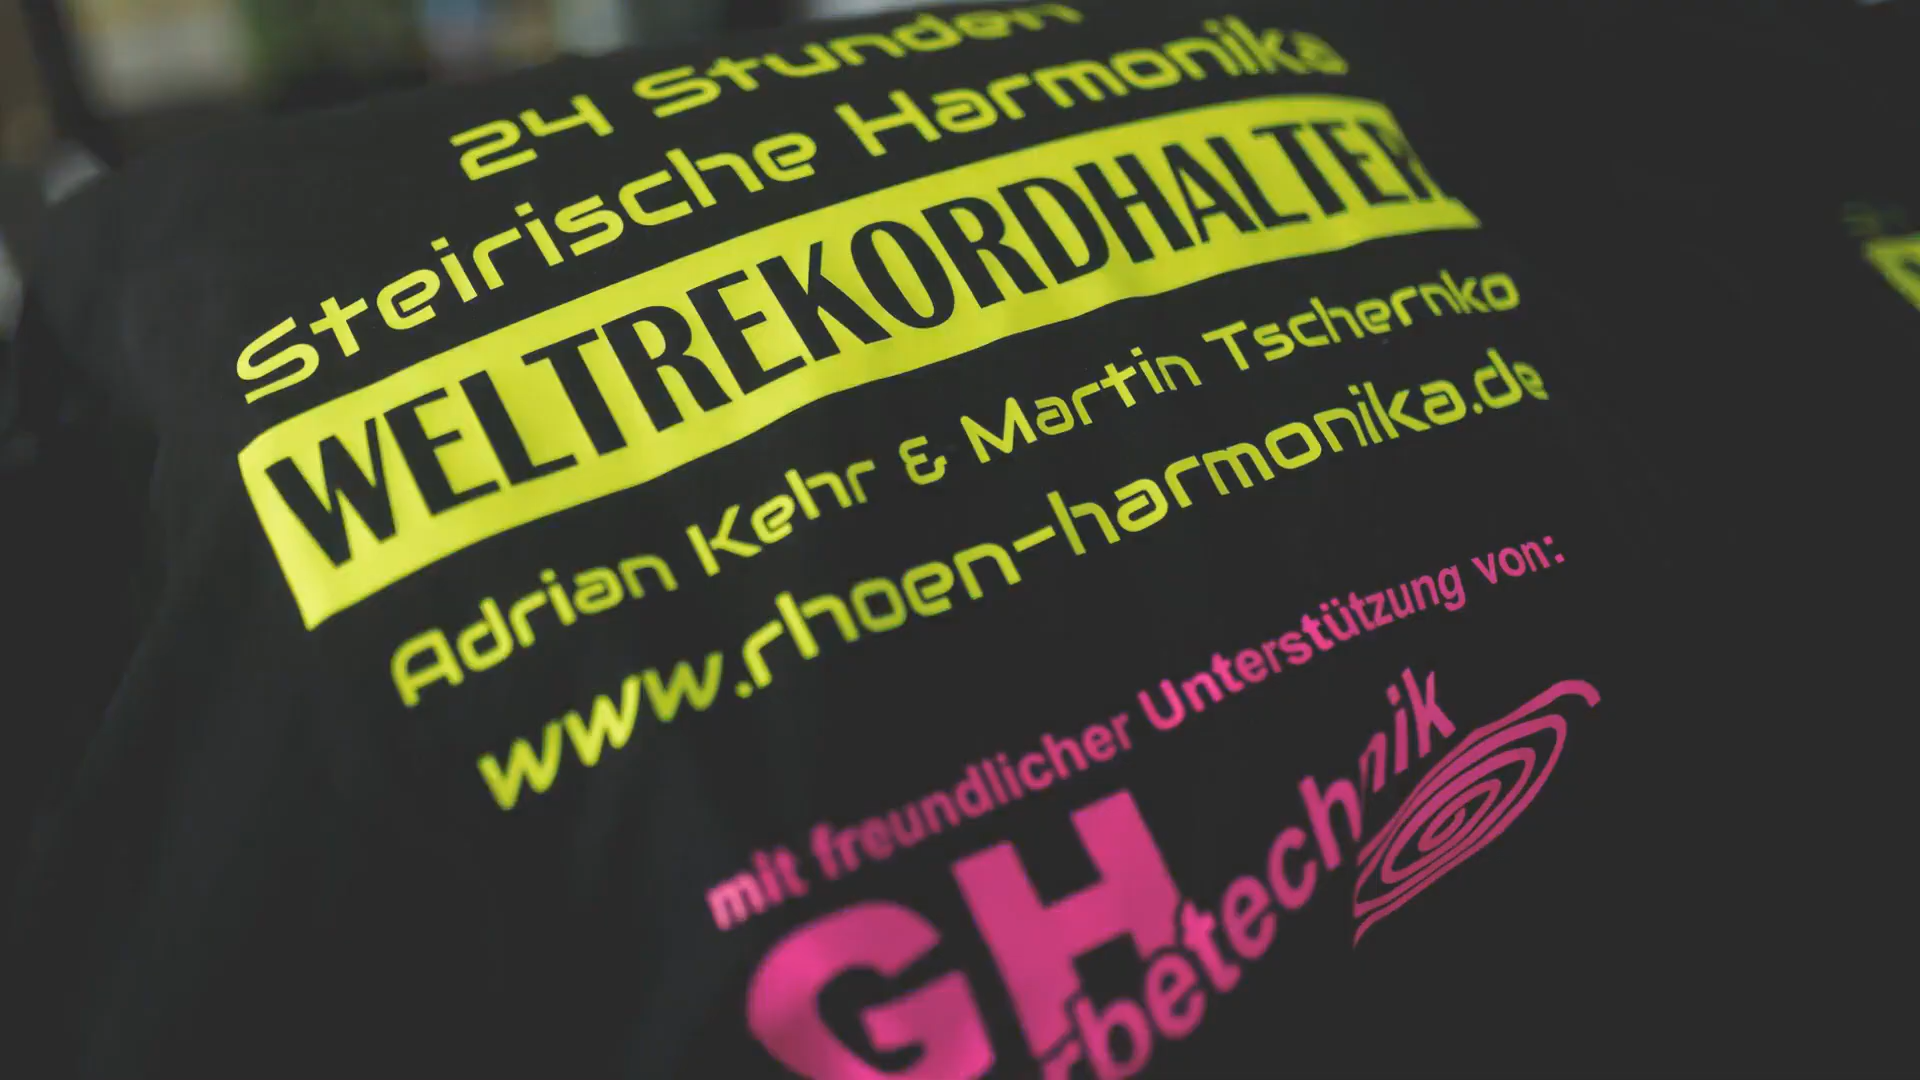 24 Stunden
Steirische Harmonika
WELTREKORDHALTER
Adrian Kehr & Martin Tschernko
www.rhoen-harmonika.de
mit freundlicher Unterstützung von:
GH
rbetechnik